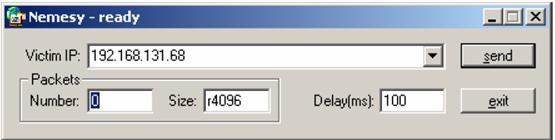 Nemesy - ready
Victim IP: 192.168.131.68 send
Packets
Number: 0 Size: r4096 Delay(ms): 100 exit